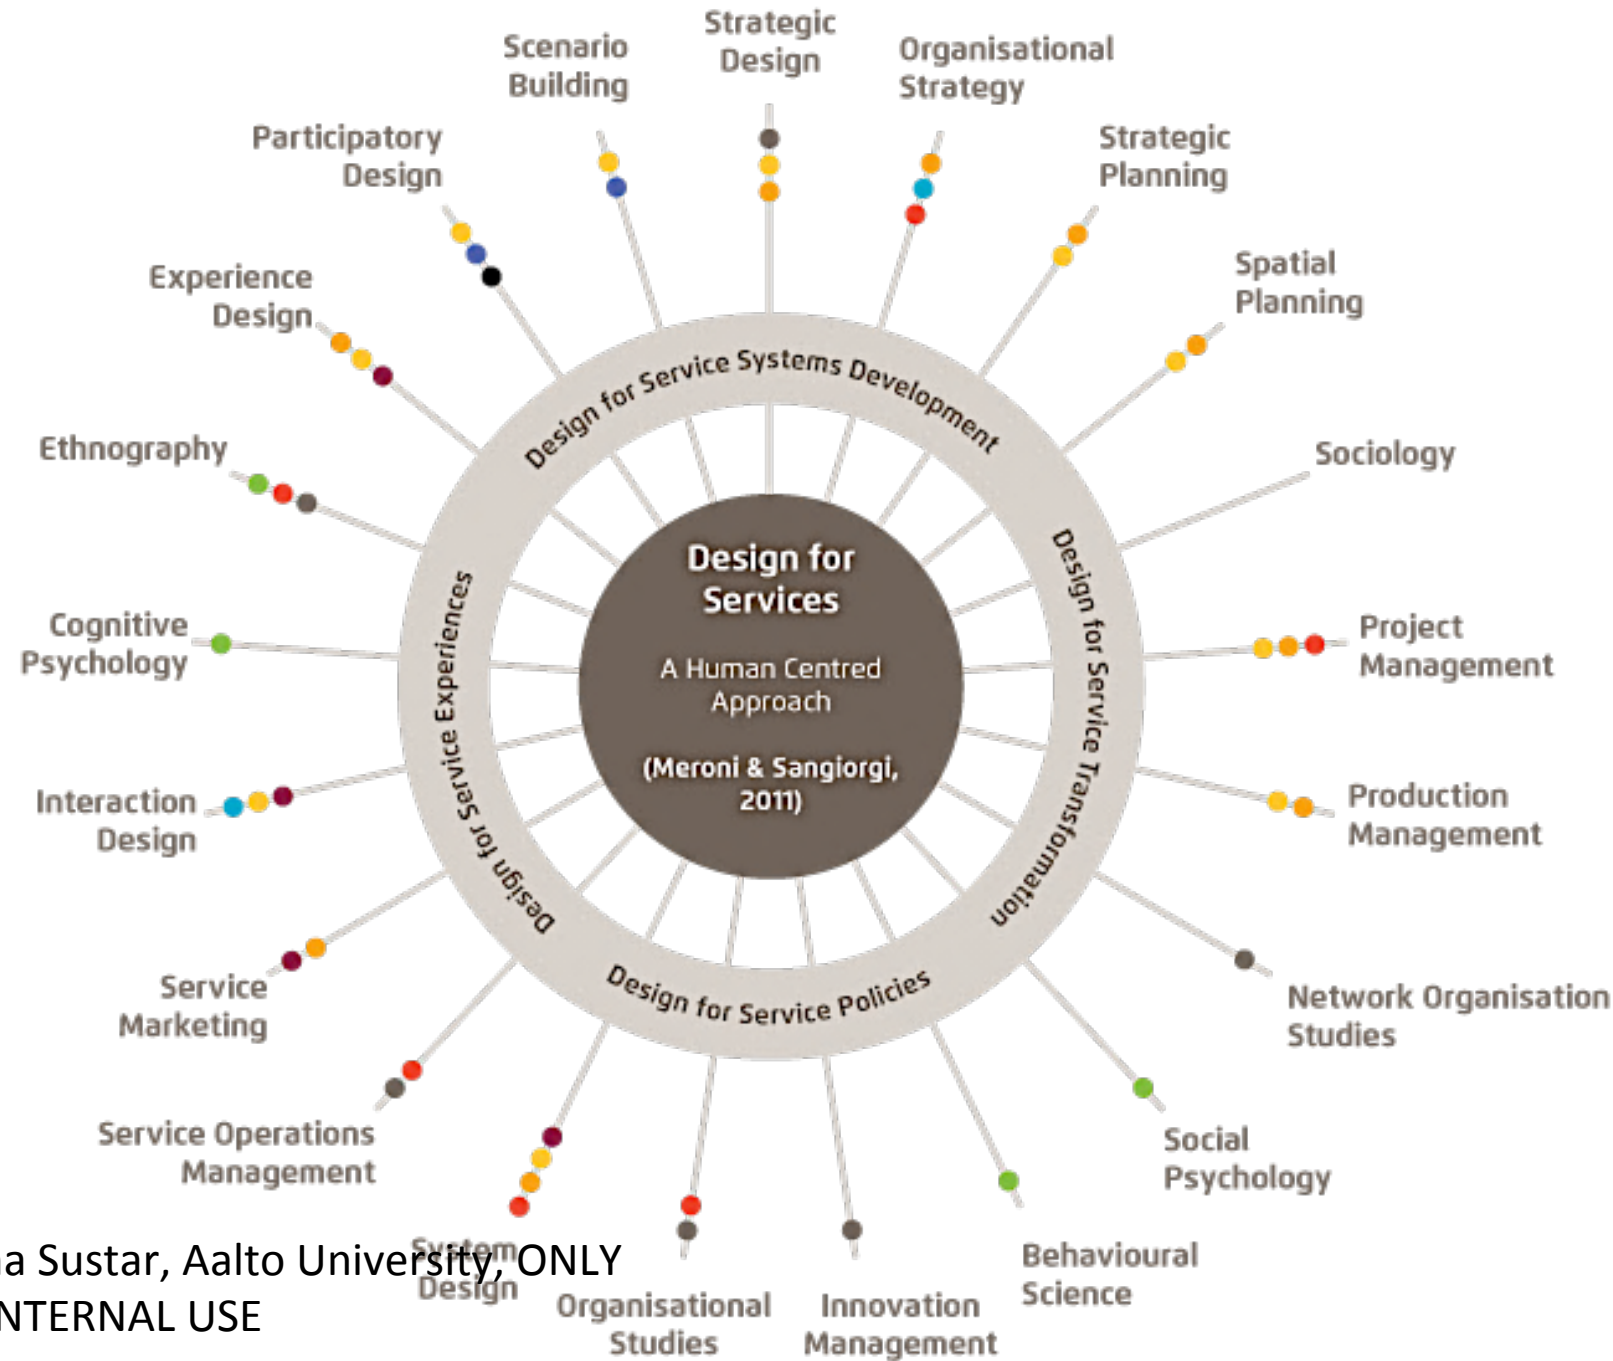 Strategic
Design
Organisational
Strategy
Strategic
Planning
Spatial
Planning
Sociology
Project
Management
Production
Management
Network Organisation
Studies
Social
Psychology
Behavioural
Science
Innovation
Management
Organisational
Studies
System
Design
Service Operations
Management
Service
Marketing
Interaction
Design
Cognitive
Psychology
Ethnography
Experience
Design
Participatory
Design
Scenario
Building
Design for Service Systems Development
Design for Service Transformation
Design for Service Policies
Design for Service Experiences
Design for
Services
A Human Centred
Approach
(Meroni & Sangiorgi,
2011)
Sustar, Aalto University, ONLY
INTERNAL USE